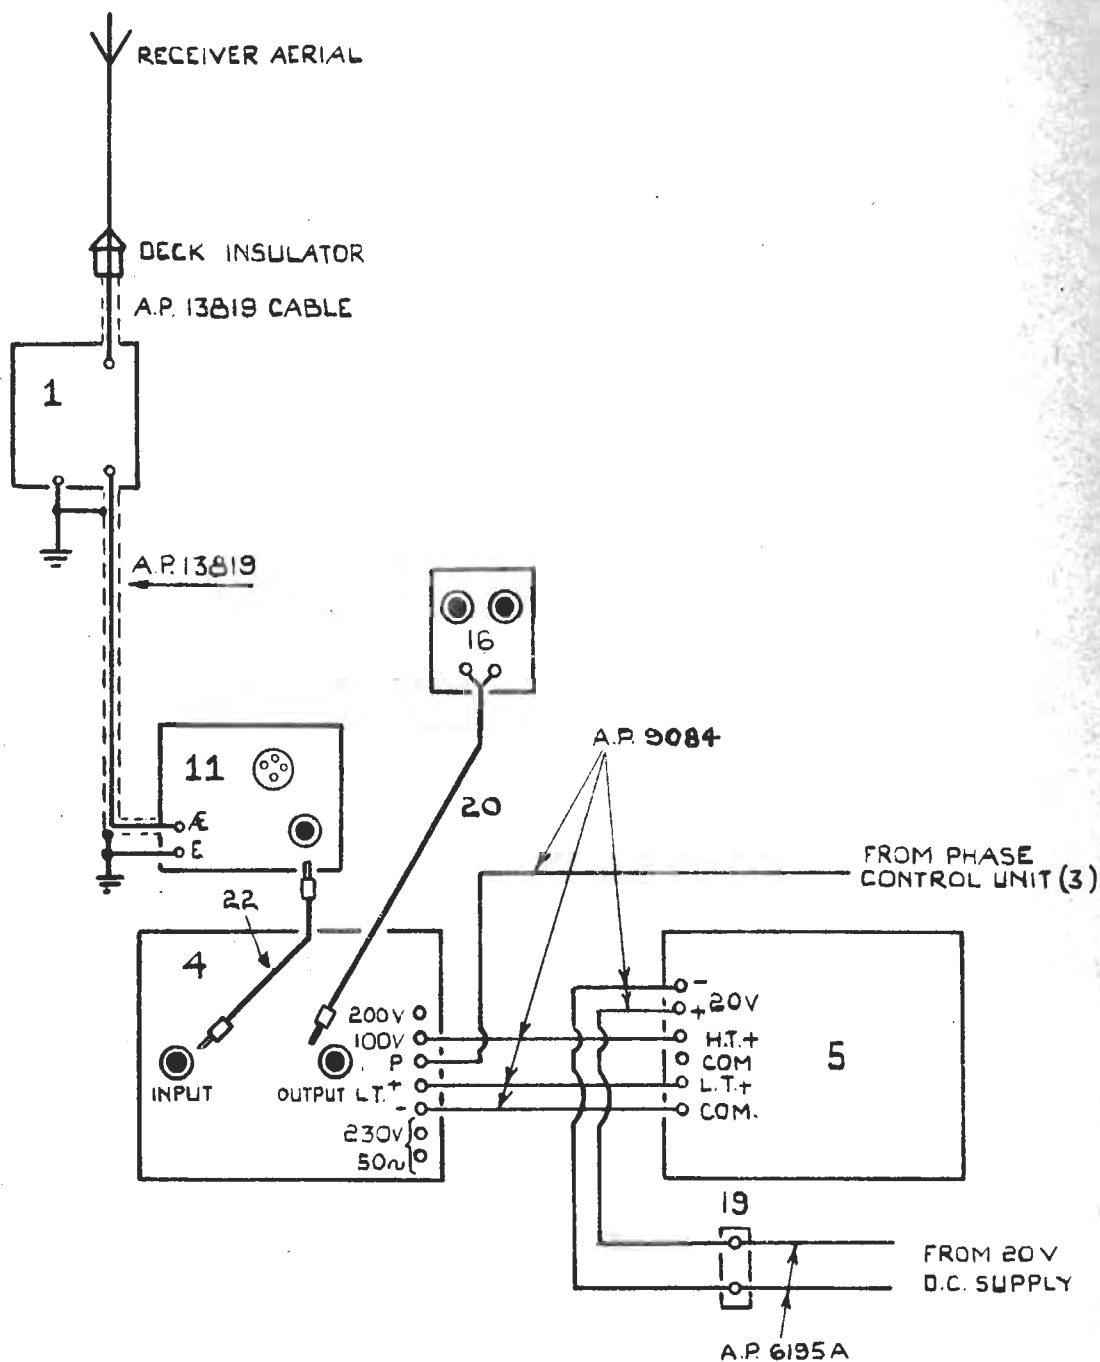 RECEIVER AERIAL
DECK INSULATOR
A.P. 13819 CABLE
1
A.P. 13819
16
A.P. 9084
11
20
Æ
E
FROM PHASE
CONTROL UNIT (3)
22
4
200V
100V
P
INPUT
OUTPUT
L.T. +
-
230V
50~
-
+ 20V
H.T.+
COM
L.T.+
COM.
5
19
FROM 20V
D.C. SUPPLY
A.P. 6195A